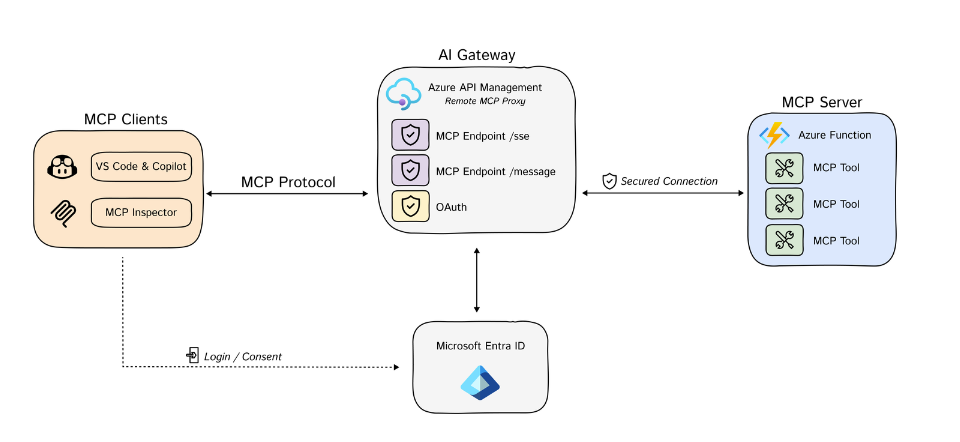 AI Gateway
Azure API Management
Remote MCP Proxy
MCP Endpoint /sse
MCP Endpoint /message
OAuth
MCP Clients
VS Code & Copilot
MCP Inspector
MCP Protocol
Secured Connection
MCP Server
Azure Function
MCP Tool
MCP Tool
MCP Tool
Microsoft Entra ID
Login / Consent